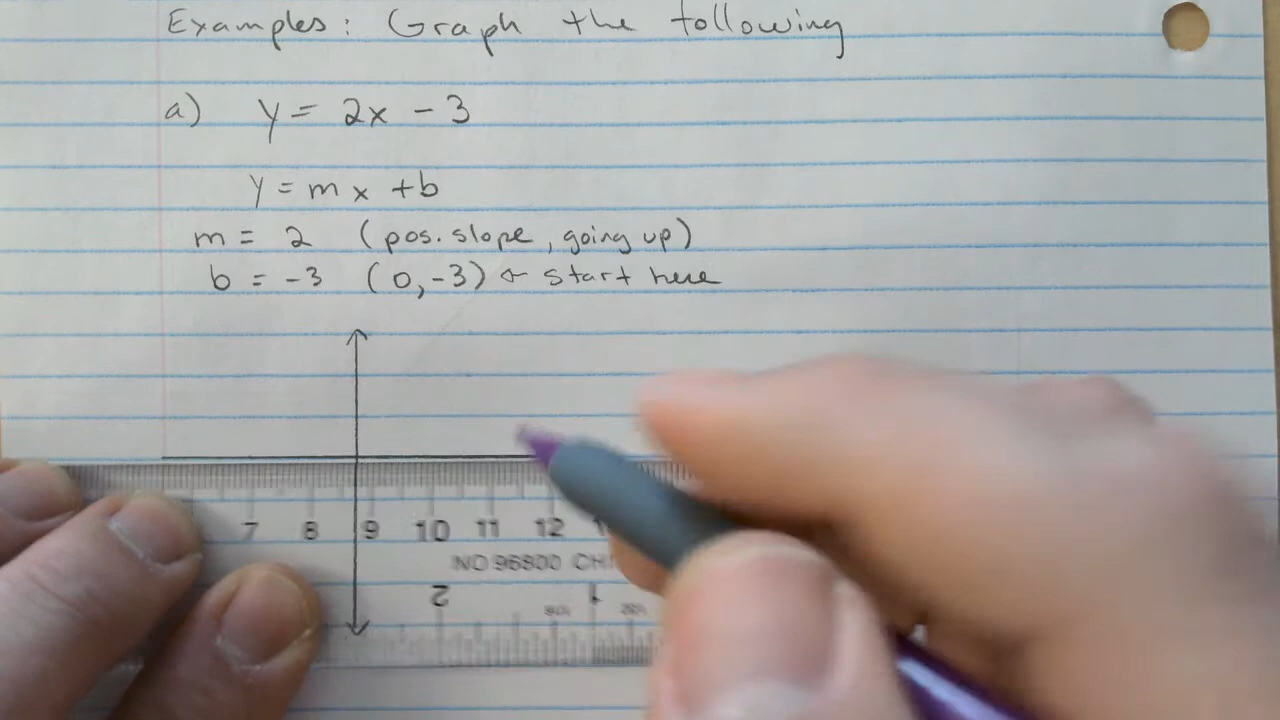 Examples: Graph the following
a) y = 2x - 3
y = mx + b
m = 2 (pos. slope, going up)
b = -3 (0, -3) ← start here
7 8 9 10 11 12
NO 96800
2 1